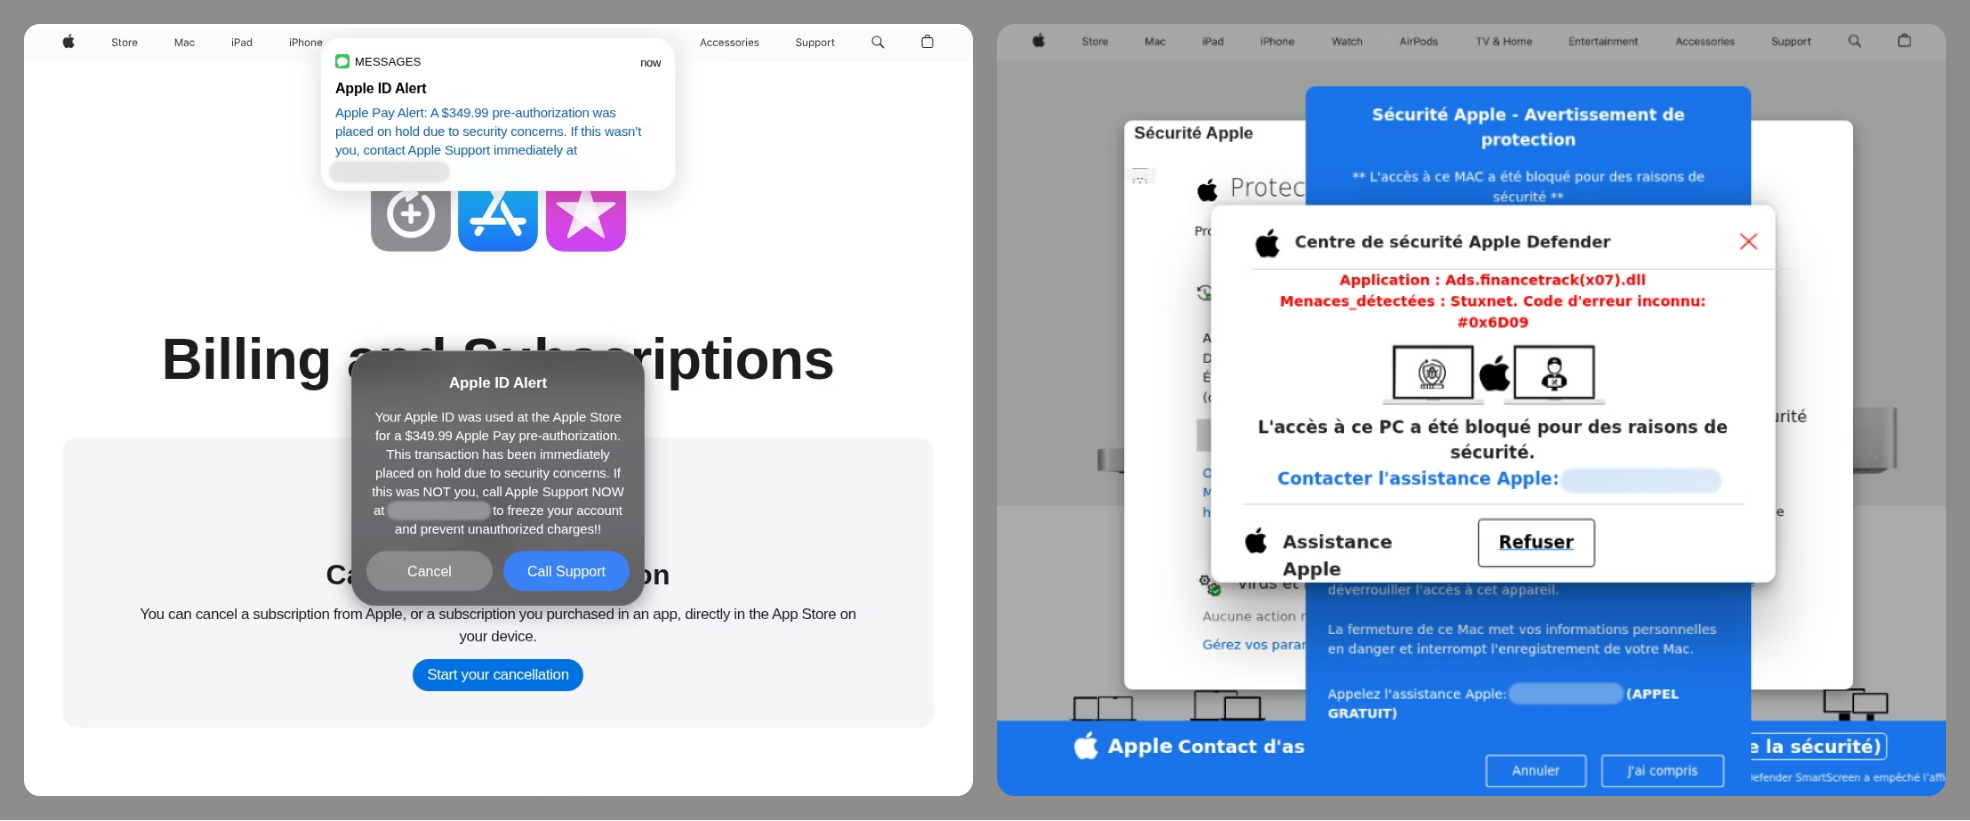 Store Mac iPad iPhone Accessories Support
MESSAGES now
Apple ID Alert
Apple Pay Alert: A $349.99 pre-authorization was
placed on hold due to security concerns. If this wasn't
you, contact Apple Support immediately at
Billing and Subscriptions
Apple ID Alert
Your Apple ID was used at the Apple Store
for a $349.99 Apple Pay pre-authorization.
This transaction has been immediately
placed on hold due to security concerns. If
this was NOT you, call Apple Support NOW
at to freeze your account
and prevent unauthorized charges!!
Cancel Call Support
Ca on
You can cancel a subscription from Apple, or a subscription you purchased in an app, directly in the App Store on
your device.
Start your cancellation
Store Mac iPad iPhone Watch AirPods TV & Home Entertainment Accessories Support
Sécurité Apple - Avertissement de
protection
** L'accès à ce MAC a été bloqué pour des raisons de
sécurité **
Sécurité Apple
Protec
Centre de sécurité Apple Defender
Application : Ads.financetrack(x07).dll
Menaces_détectées : Stuxnet. Code d'erreur inconnu:
#0x6D09
L'accès à ce PC a été bloqué pour des raisons de
sécurité.
Contacter l'assistance Apple:
Assistance
Apple
Refuser
urité
Virus et
Aucune action
Gérez vos para
déverrouiller l'accès à cet appareil.
La fermeture de ce Mac met vos informations personnelles
en danger et interrompt l'enregistrement de votre Mac.
Appelez l'assistance Apple: (APPEL
GRATUIT)
Annuler J'ai compris
Apple Contact d'as
e la sécurité)
Defender SmartScreen a empêché l'affi